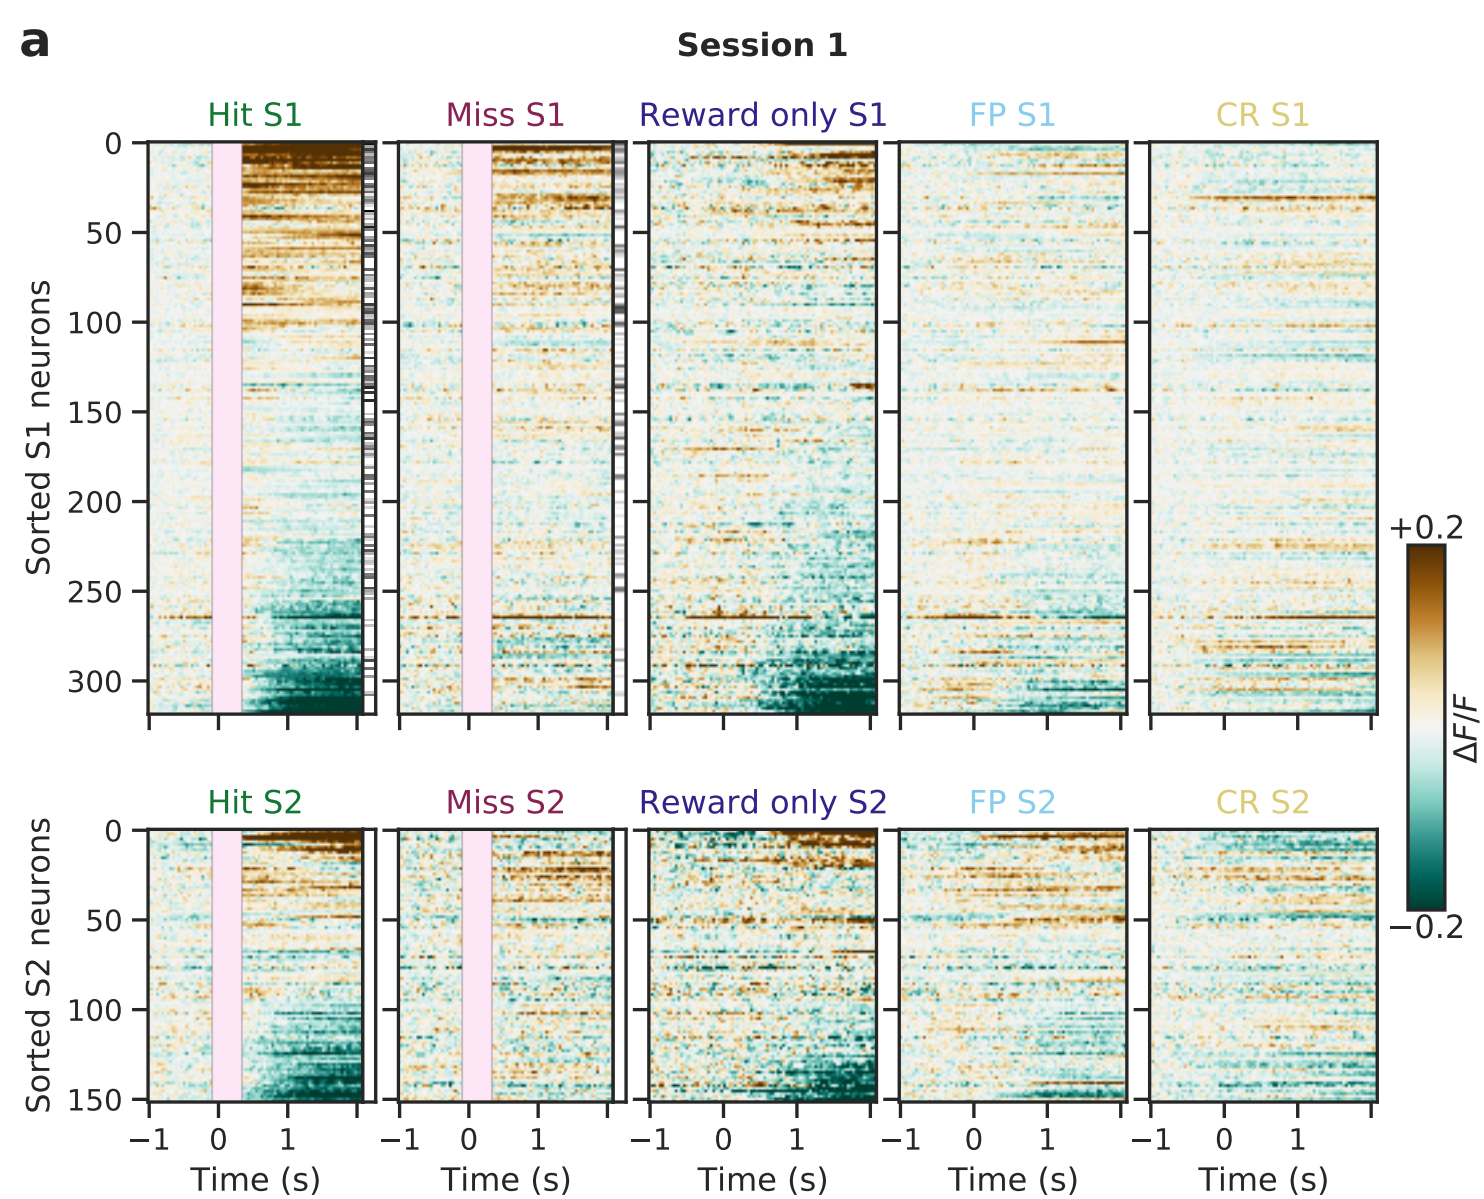 a
Session 1
Hit S1
Miss S1
Reward only S1
FP S1
CR S1
0
50
100
150
200
250
300
Sorted S1 neurons
+0.2
ΔF/F
−0.2
Hit S2
Miss S2
Reward only S2
FP S2
CR S2
0
50
100
150
Sorted S2 neurons
−1 0 1
−1 0 1
−1 0 1
−1 0 1
−1 0 1
Time (s)
Time (s)
Time (s)
Time (s)
Time (s)